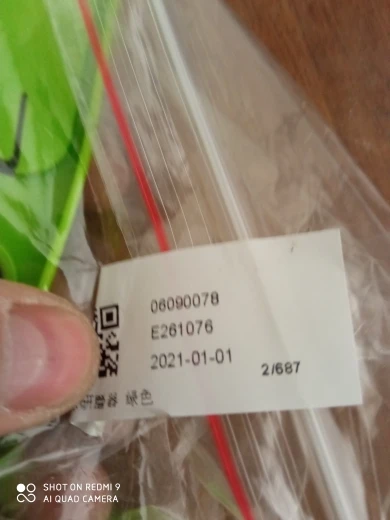 06090078
E261076
2021-01-01
2/687
SHOT ON REDMI 9
AI QUAD CAMERA